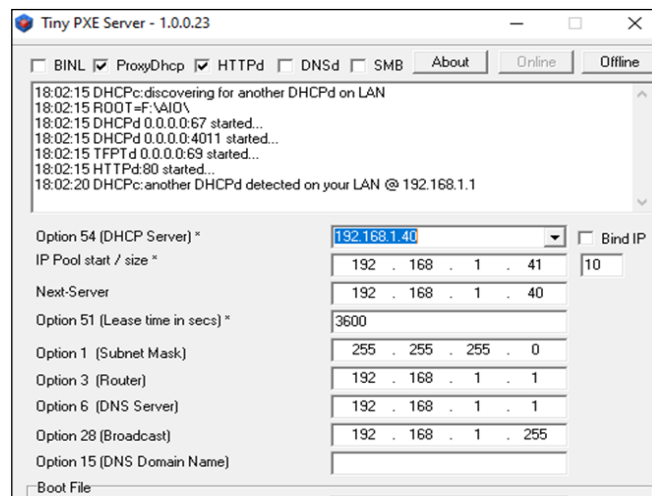 Tiny PXE Server - 1.0.0.23
BINL ProxyDhcp HTTPd DNSd SMB About Online Offline
18:02:15 DHCPc:discovering for another DHCPd on LAN
18:02:15 ROOT=F:\AIO\
18:02:15 DHCPd 0.0.0.0:67 started...
18:02:15 DHCPd 0.0.0.0:4011 started...
18:02:15 TFPTd 0.0.0.0:69 started...
18:02:15 HTTPd:80 started...
18:02:20 DHCPc:another DHCPd detected on your LAN @ 192.168.1.1
Option 54 (DHCP Server) * 192.168.1.40 Bind IP
IP Pool start / size * 192 . 168 . 1 . 41 10
Next-Server 192 . 168 . 1 . 40
Option 51 (Lease time in secs) * 3600
Option 1 (Subnet Mask) 255 . 255 . 255 . 0
Option 3 (Router) 192 . 168 . 1 . 1
Option 6 (DNS Server) 192 . 168 . 1 . 1
Option 28 (Broadcast) 192 . 168 . 1 . 255
Option 15 (DNS Domain Name)
Boot File